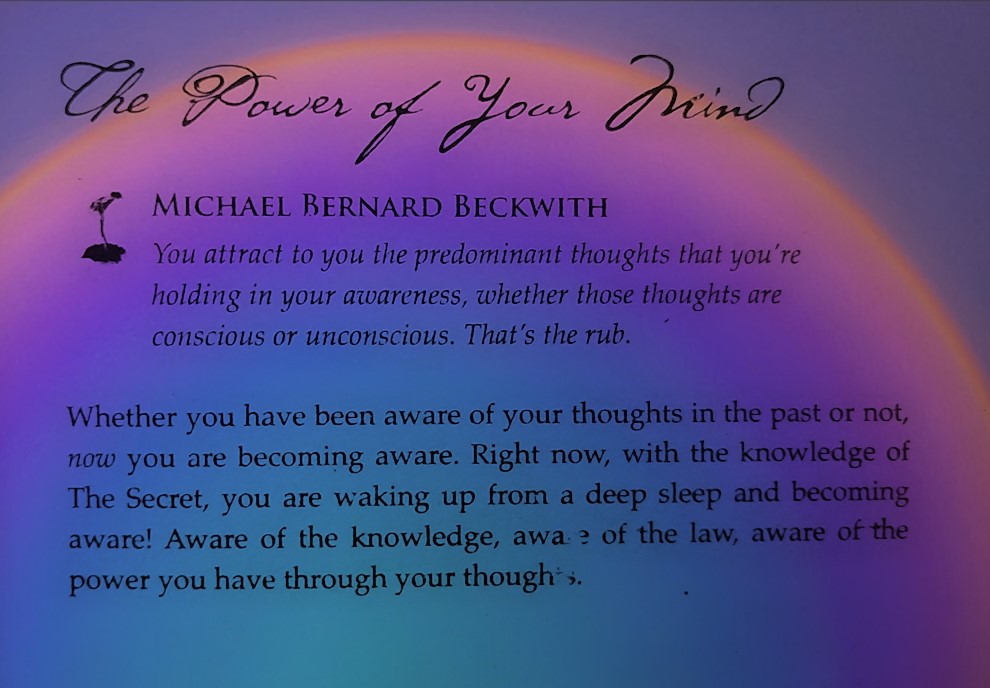 The Power of Your Mind
MICHAEL BERNARD BECKWITH
You attract to you the predominant thoughts that you're
holding in your awareness, whether those thoughts are
conscious or unconscious. That's the rub.
Whether you have been aware of your thoughts in the past or not,
now you are becoming aware. Right now, with the knowledge of
The Secret, you are waking up from a deep sleep and becoming
aware! Aware of the knowledge, aware of the law, aware of the
power you have through your thoughts.